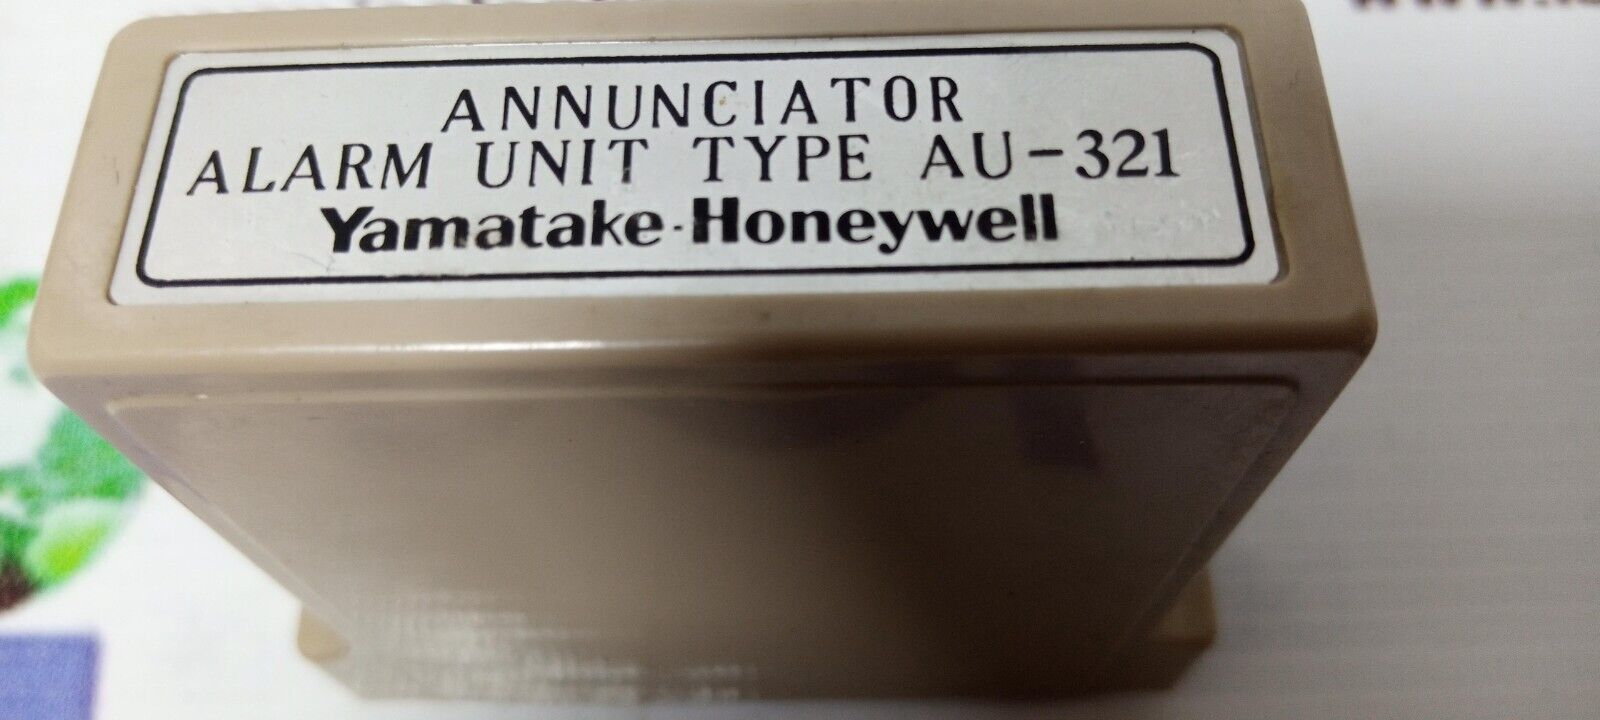 ANNUNCIATOR
ALARM UNIT TYPE AU-321
Yamatake-Honeywell